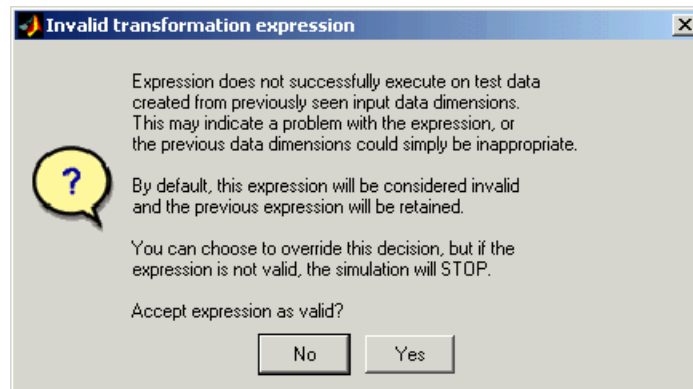 Invalid transformation expression
Expression does not successfully execute on test data
created from previously seen input data dimensions.
This may indicate a problem with the expression, or
the previous data dimensions could simply be inappropriate.
?
By default, this expression will be considered invalid
and the previous expression will be retained.
You can choose to override this decision, but if the
expression is not valid, the simulation will STOP.
Accept expression as valid?
No Yes